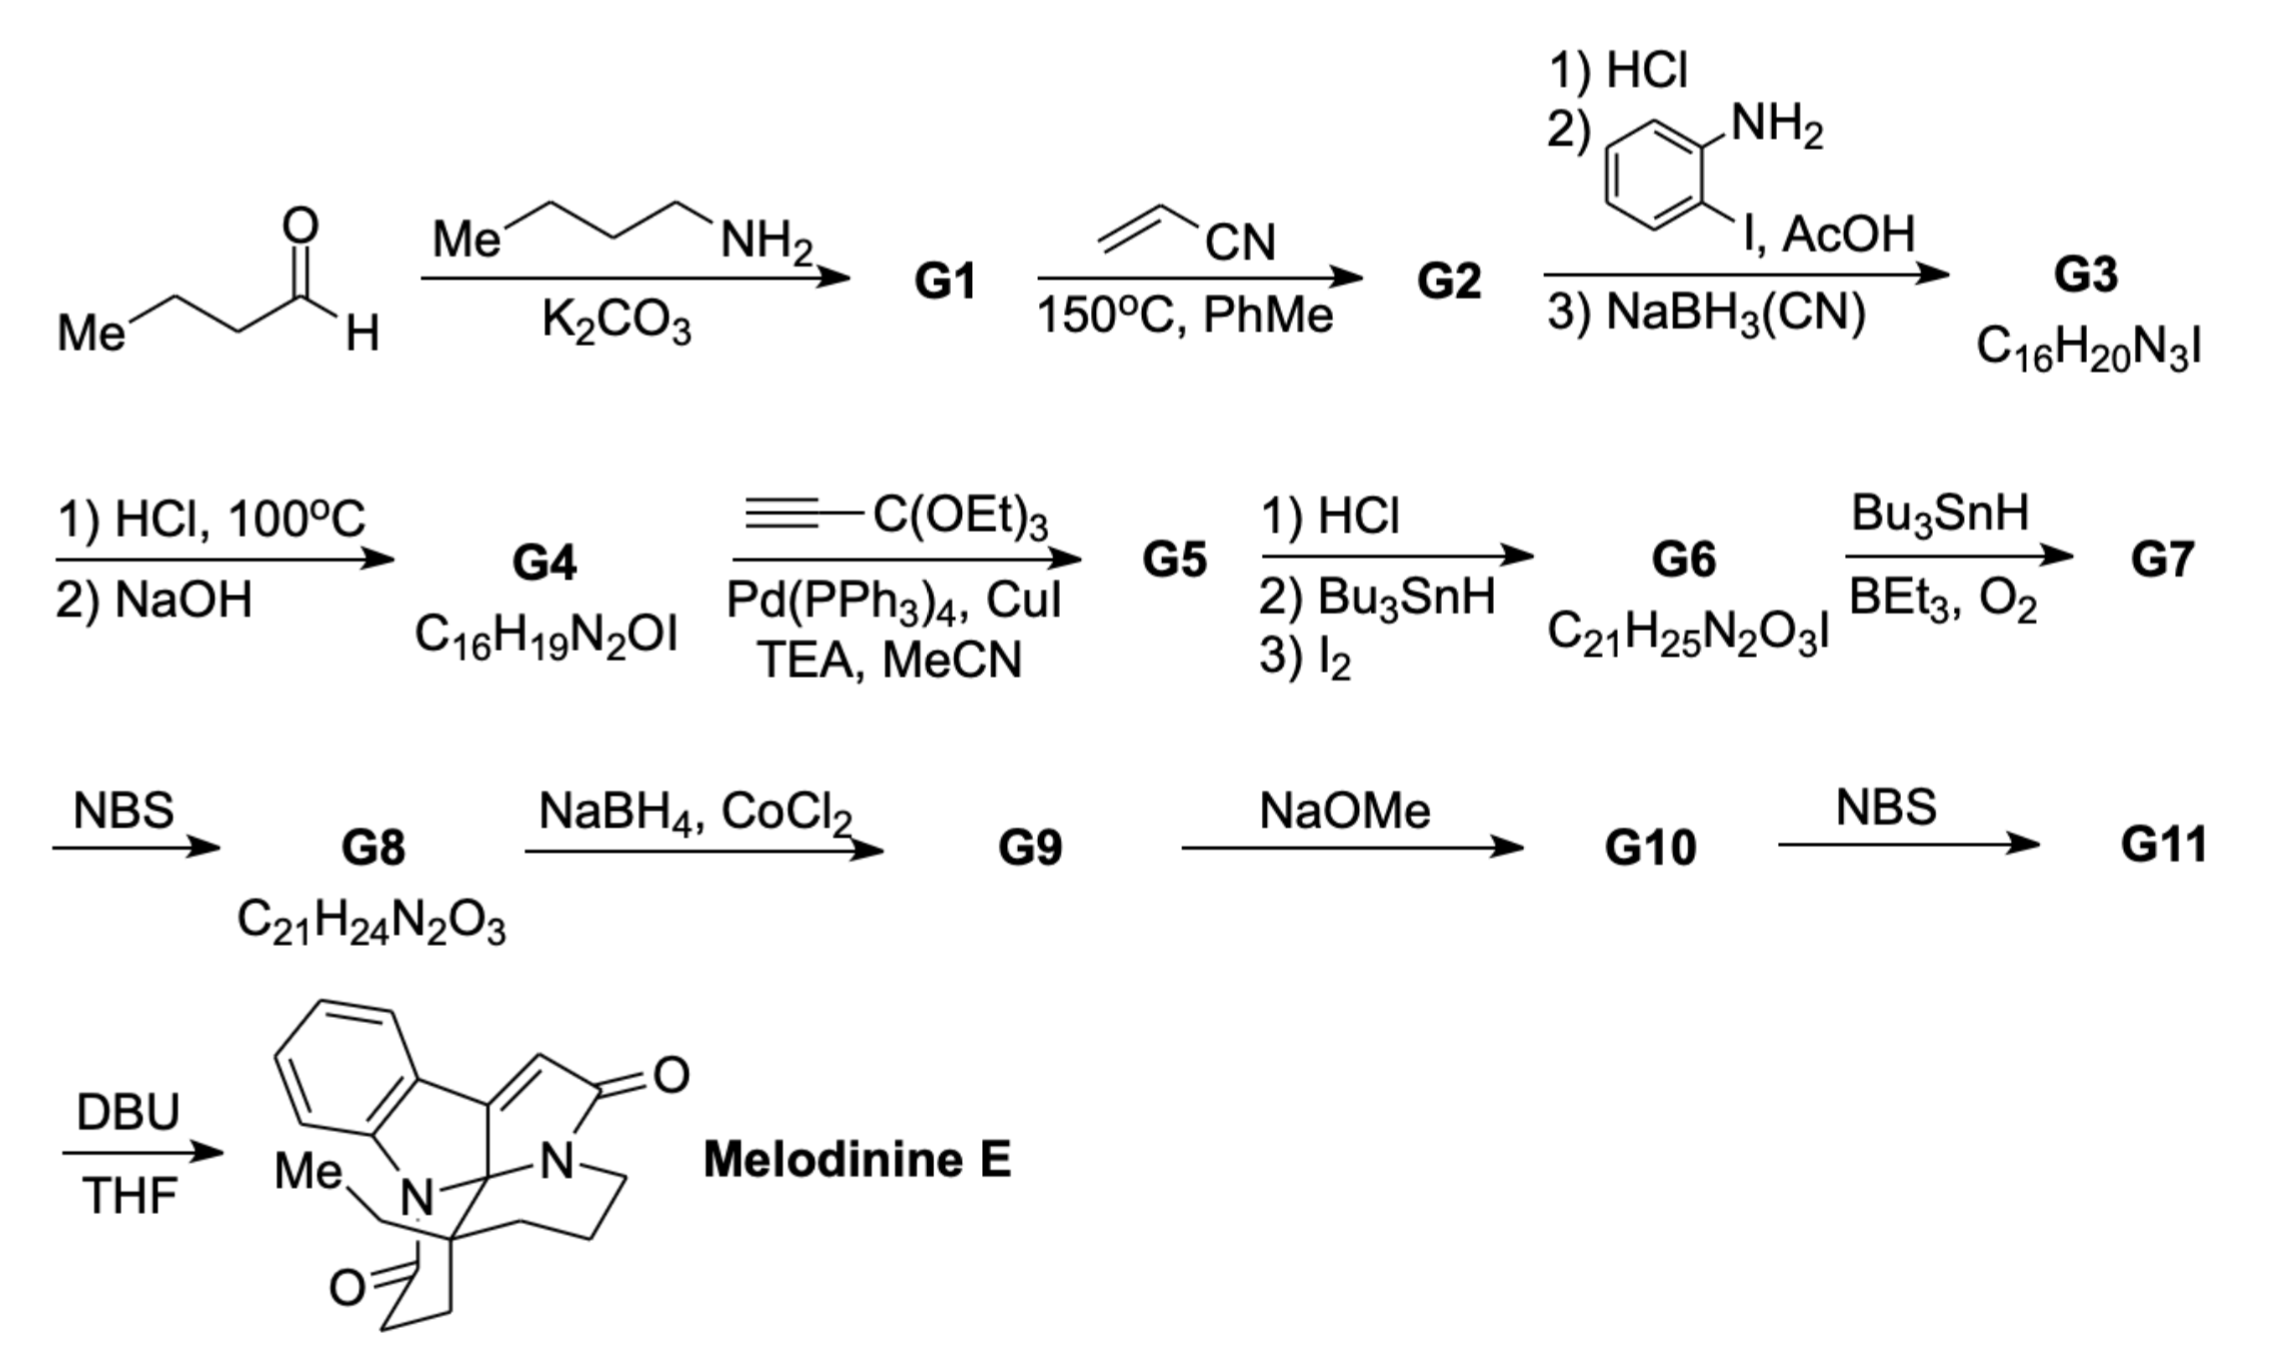 1) HCl
2)
NH2
I, AcOH
O
Me
H
Me
NH2
K2CO3
G1
CN
150ºC, PhMe
G2
3) NaBH3(CN)
G3
C16H20N3I
1) HCl, 100ºC
2) NaOH
G4
C16H19N2OI
C(OEt)3
Pd(PPh3)4, CuI
TEA, MeCN
G5
1) HCl
2) Bu3SnH
3) I2
G6
C21H25N2O3I
Bu3SnH
BEt3, O2
G7
NBS
G8
C21H24N2O3
NaBH4, CoCl2
G9
NaOMe
G10
NBS
G11
DBU
THF
O
N
Me
N
O
Melodinine E